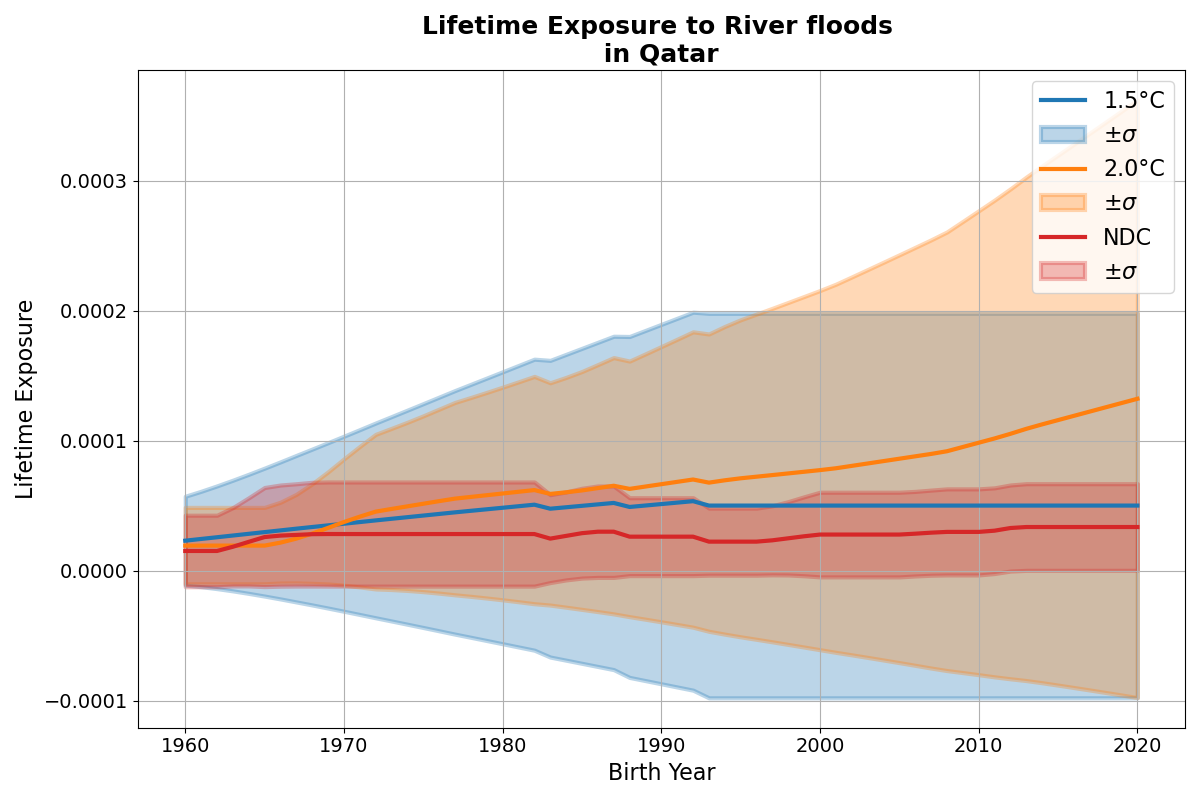 Lifetime Exposure to River floods
in Qatar
1.5°C
±σ
2.0°C
±σ
NDC
±σ
Lifetime Exposure
0.0003
0.0002
0.0001
0.0000
−0.0001
1960 1970 1980 1990 2000 2010 2020
Birth Year